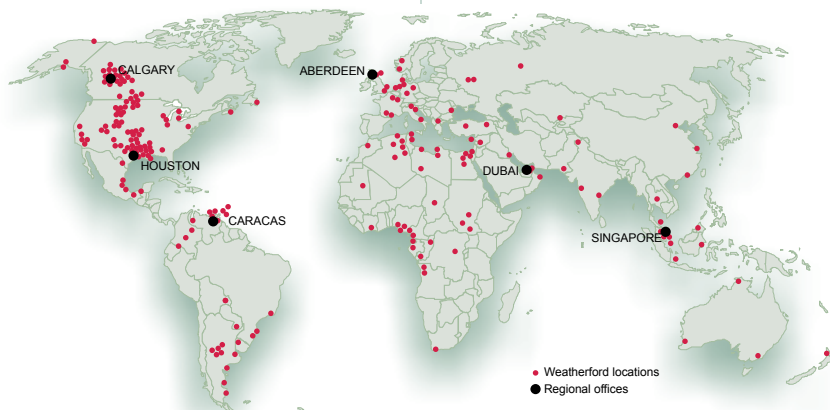 CALGARY
ABERDEEN
HOUSTON
DUBAI
CARACAS
SINGAPORE
Weatherford locations
Regional offices